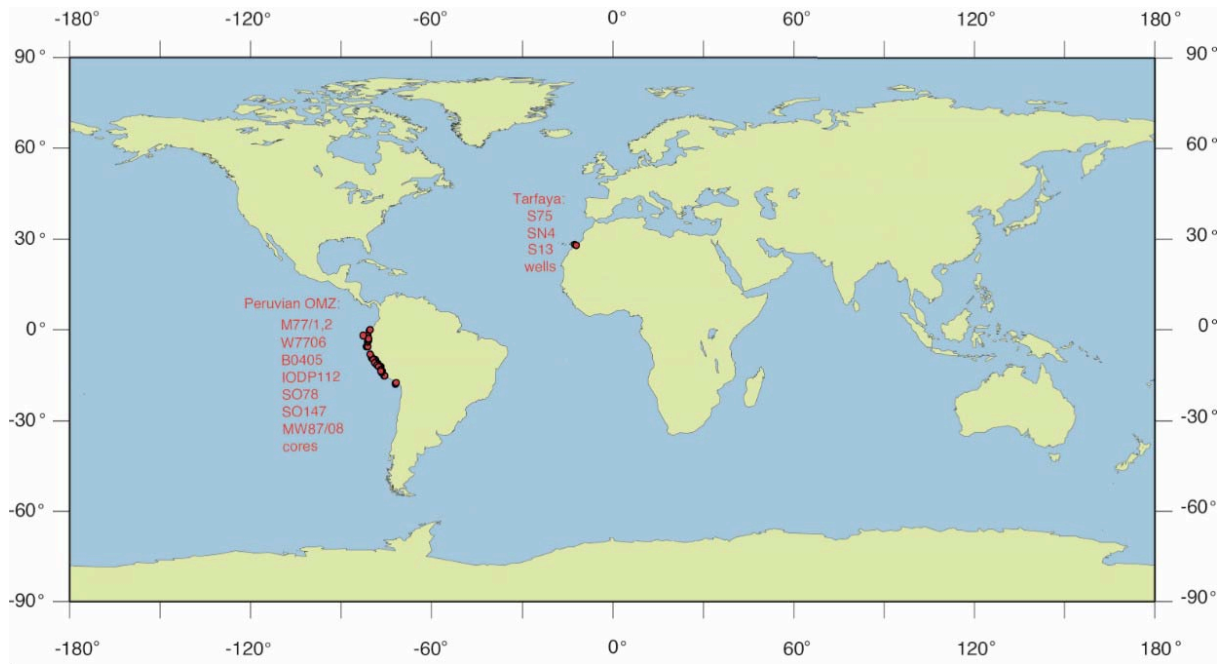 -180° -120° -60° 0° 60° 120° 180°
90° 90°
60° 60°
Tarfaya:
S75
SN4
S13
wells
30° 30°
Peruvian OMZ:
M77/1,2
W7706
B0405
IODP112
SO78
SO147
MW87/08
cores
0° 0°
-30° -30°
-60° -60°
-90° -90°
-180° -120° -60° 0° 60° 120° 180°